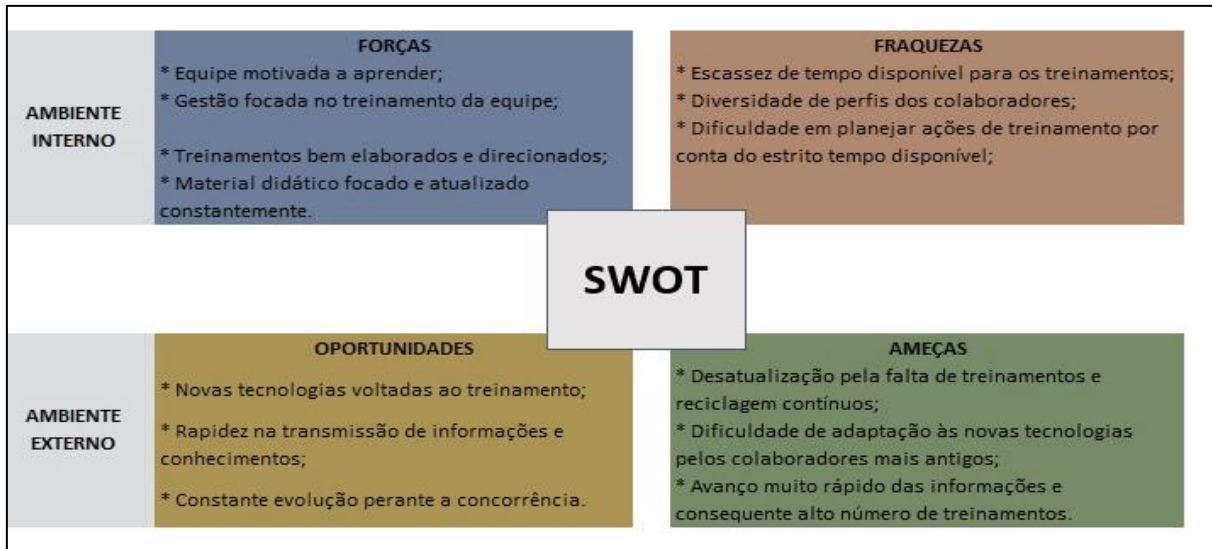 AMBIENTE
INTERNO
FORÇAS
* Equipe motivada a aprender;
* Gestão focada no treinamento da equipe;
* Treinamentos bem elaborados e direcionados;
* Material didático focado e atualizado
constantemente.
FRAQUEZAS
* Escassez de tempo disponível para os treinamentos;
* Diversidade de perfis dos colaboradores;
* Dificuldade em planejar ações de treinamento por
conta do estrito tempo disponível;
SWOT
AMBIENTE
EXTERNO
OPORTUNIDADES
* Novas tecnologias voltadas ao treinamento;
* Rapidez na transmissão de informações e
conhecimentos;
* Constante evolução perante a concorrência.
AMEÇAS
* Desatualização pela falta de treinamentos e
reciclagem contínuos;
* Dificuldade de adaptação às novas tecnologias
pelos colaboradores mais antigos;
* Avanço muito rápido das informações e
consequente alto número de treinamentos.